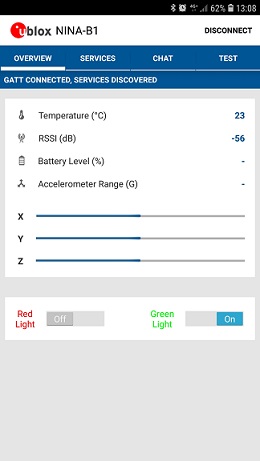 62% 13:08
ublox NINA-B1 DISCONNECT
OVERVIEW SERVICES CHAT TEST
GATT CONNECTED, SERVICES DISCOVERED
Temperature (°C) 23
RSSI (dB) -56
Battery Level (%) -
Accelerometer Range (G) -
X
Y
Z
Red Light Off Green Light On